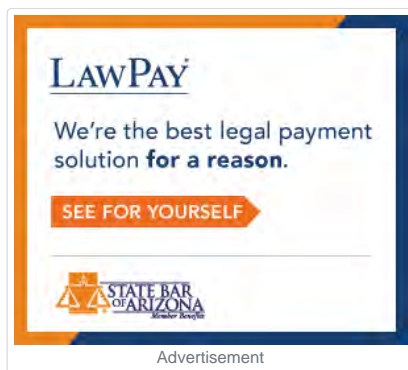 LAWPAY
We're the best legal payment
solution for a reason.
SEE FOR YOURSELF
STATE BAR
OF ARIZONA
Member Benefits
Advertisement